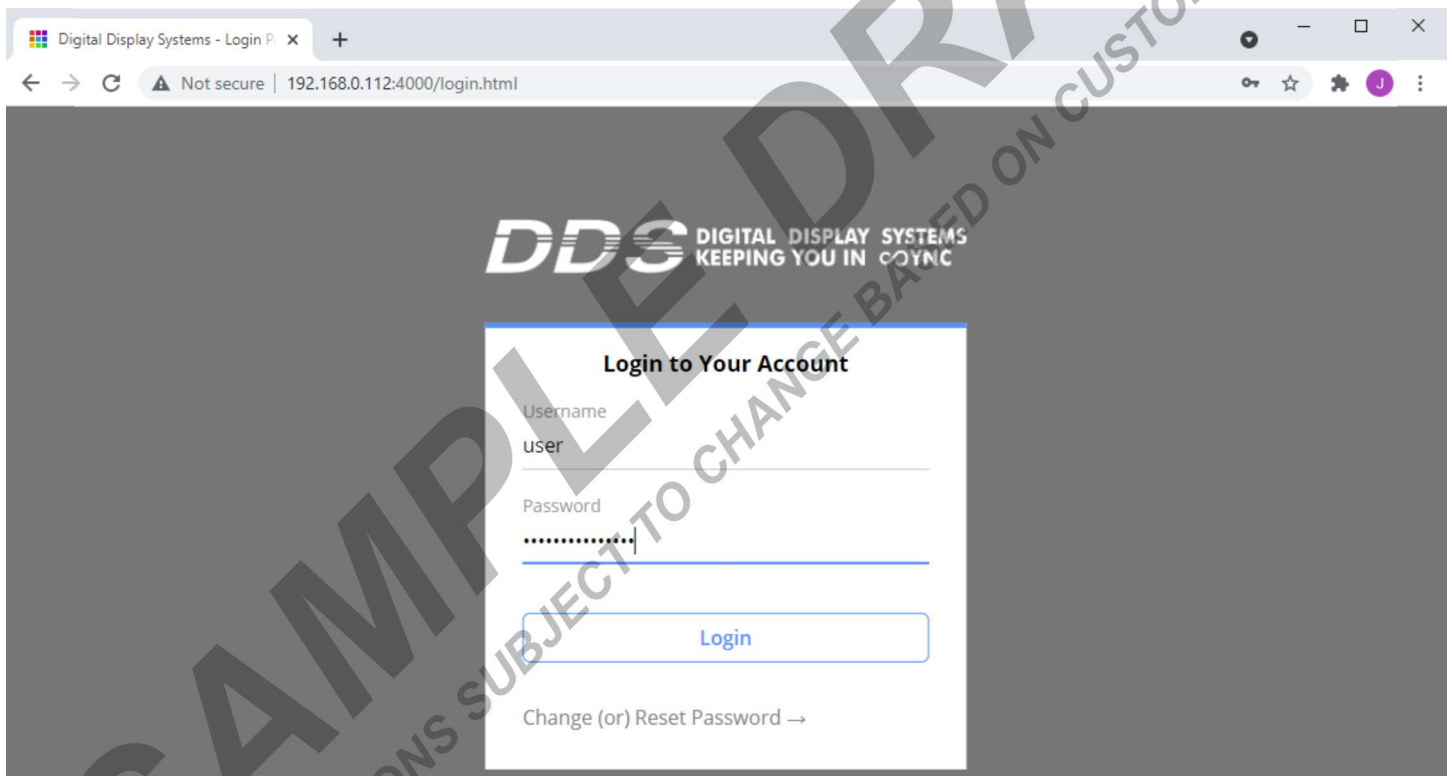 Digital Display Systems - Login P
Not secure | 192.168.0.112:4000/login.html
J
DDS DIGITAL DISPLAY SYSTEMS
KEEPING YOU IN
Login to Your Account
Username
user
Password
Login
Change (or) Reset Password →
SAMPLE DRA
ONS SUBJECT TO CHANGE BASED ON CUSTO